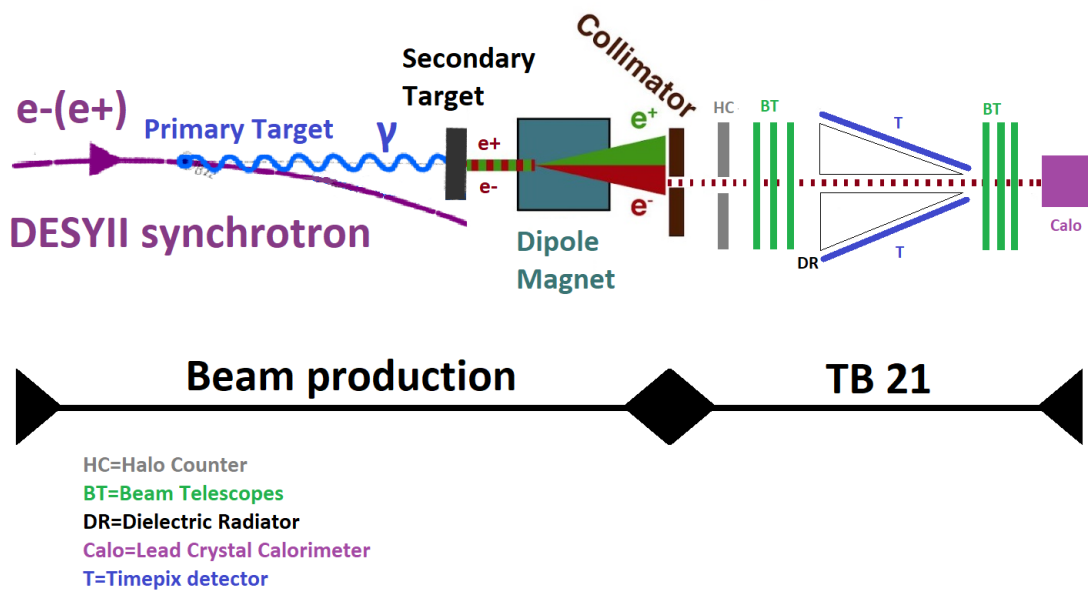 Collimator
Secondary
Target
e-(e+)
Primary Target
γ
e+
e-
e+
e-
HC
BT
T
BT
DESYII synchrotron
Dipole
Magnet
DR
T
Calo
Beam production
TB 21
HC=Halo Counter
BT=Beam Telescopes
DR=Dielectric Radiator
Calo=Lead Crystal Calorimeter
T=Timepix detector